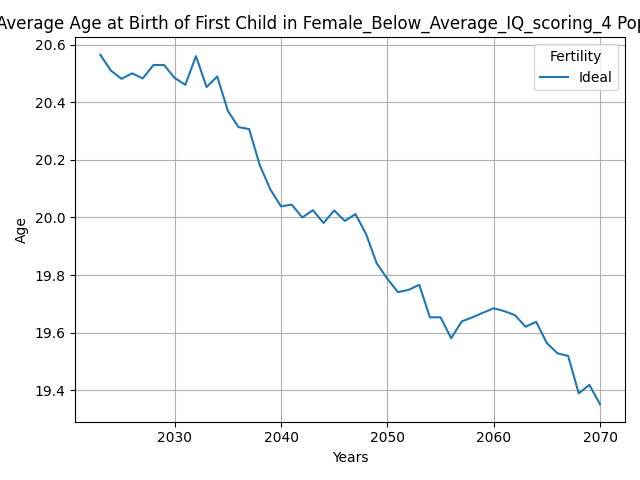 Average Age at Birth of First Child in Female_Below_Average_IQ_scoring_4 Pop
Fertility
Ideal
20.6
20.4
20.2
20.0
19.8
19.6
19.4
Age
2030 2040 2050 2060 2070
Years